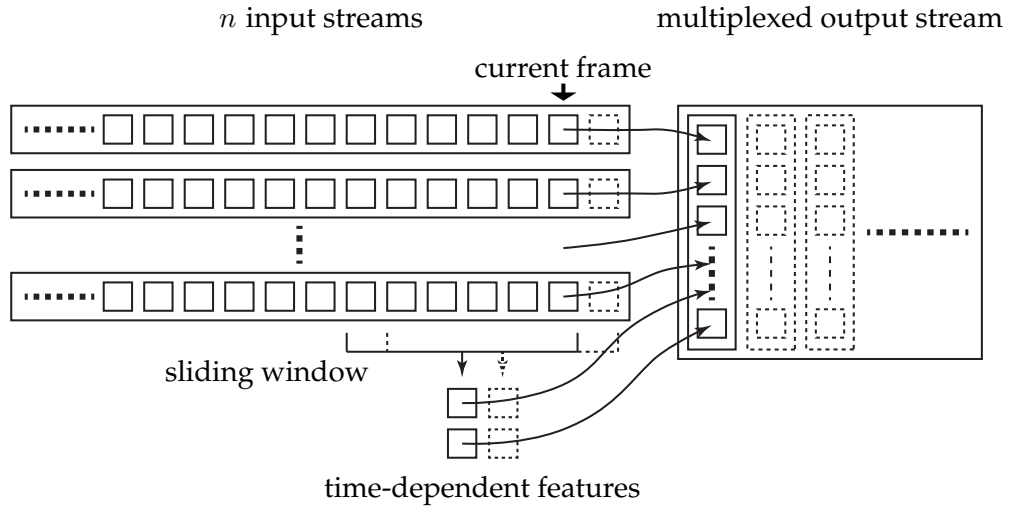 n input streams
multiplexed output stream
current frame
sliding window
time-dependent features